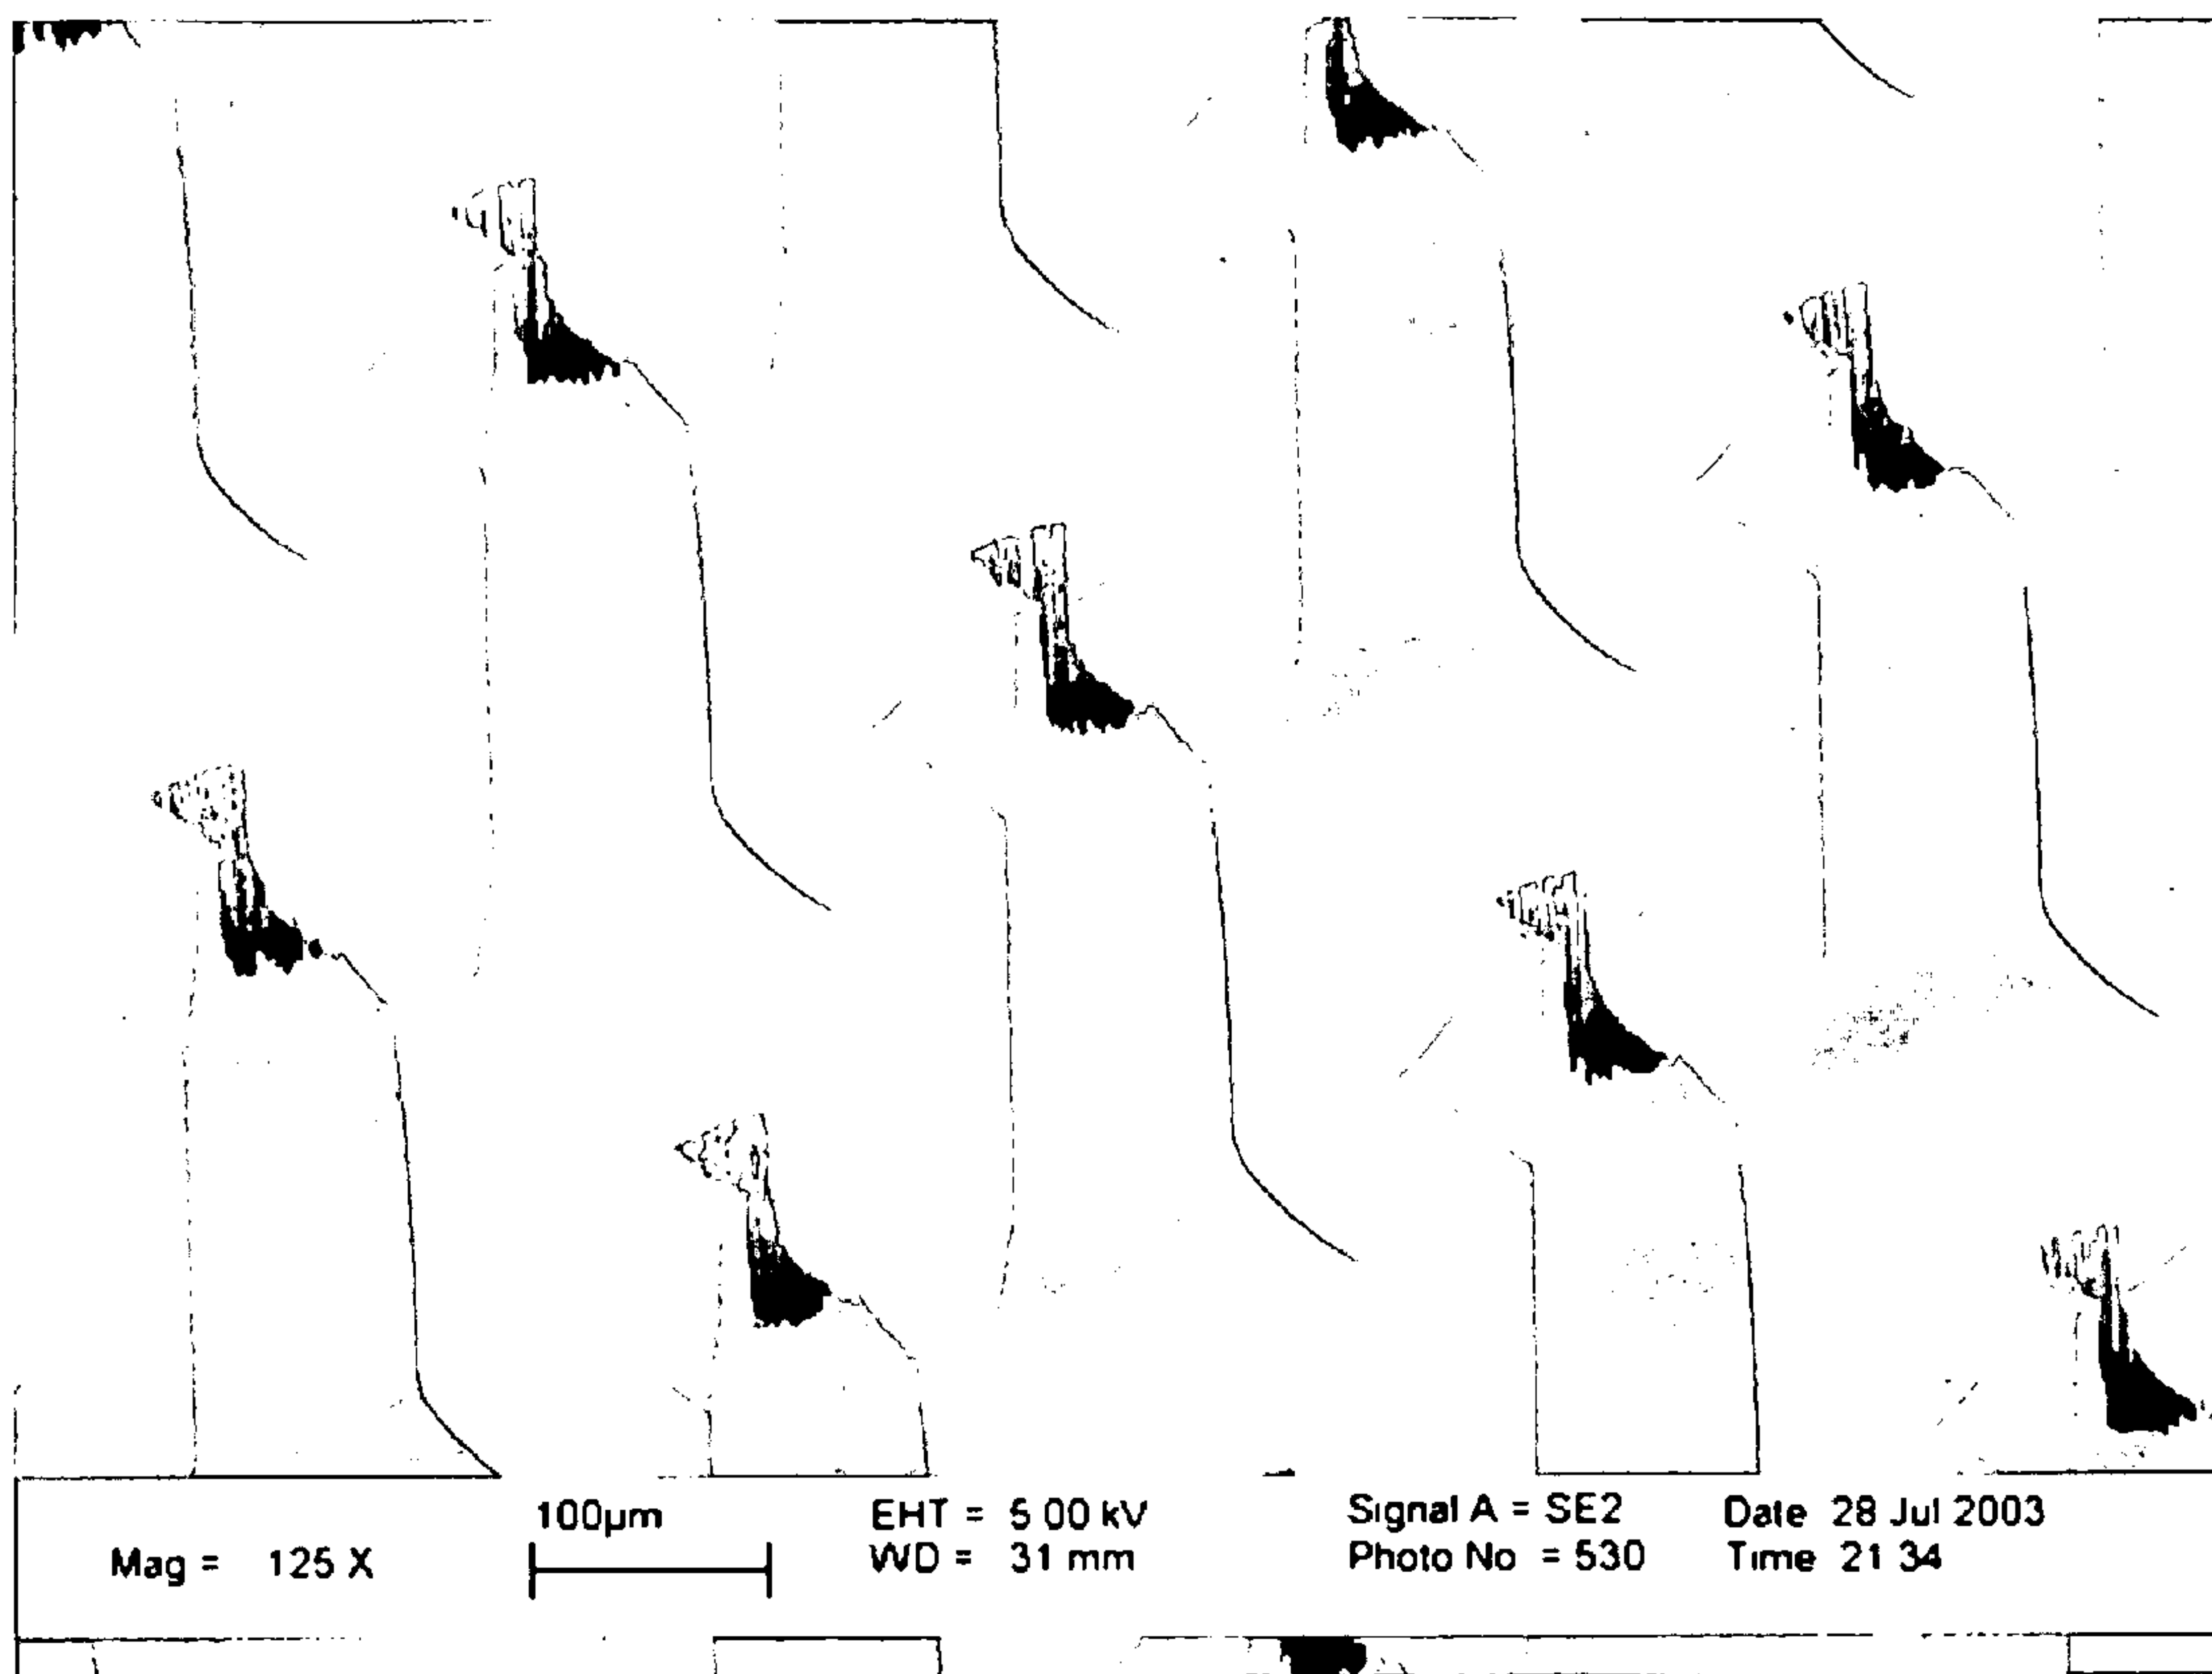 100µm
EHT = 5 00 kV
Signal A = SE2
Date 28 Jul 2003
Mag = 125 X
WD = 31 mm
Photo No = 530
Time 21 34